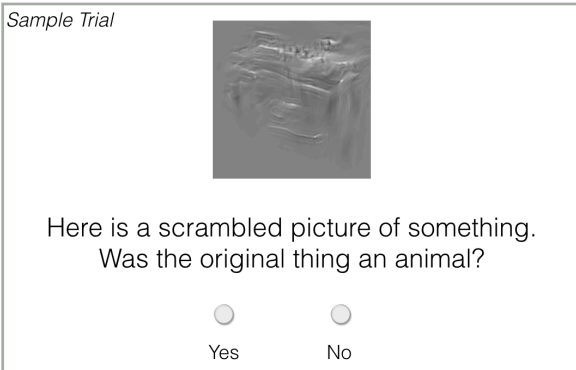 Sample Trial
Here is a scrambled picture of something.
Was the original thing an animal?
Yes No